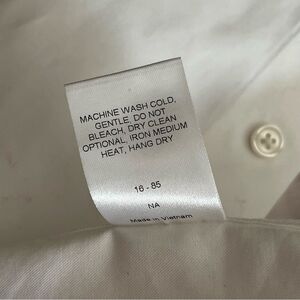 MACHINE WASH COLD,
GENTLE, DO NOT
BLEACH, DRY CLEAN
OPTIONAL, IRON MEDIUM
HEAT, HANG DRY
16 - 85
NA
Made in Vietnam